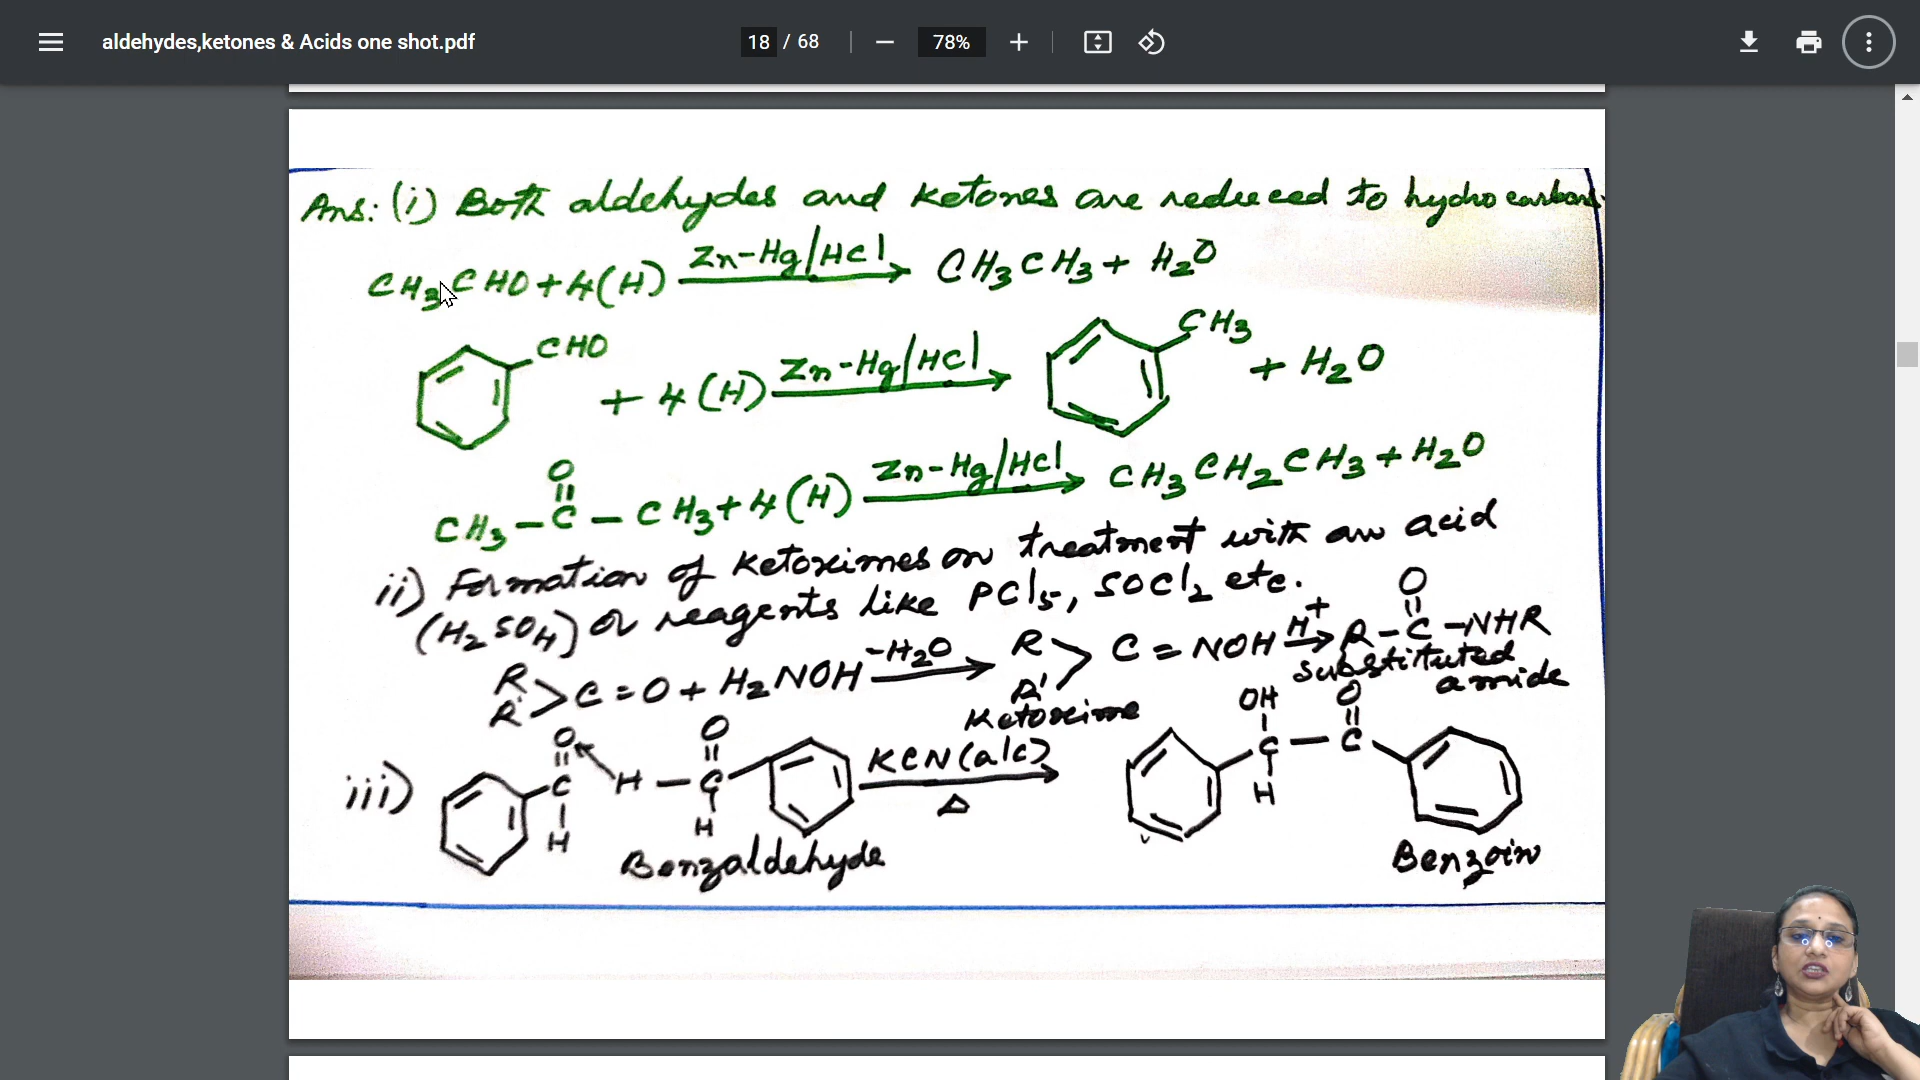 aldehydes,ketones & Acids one shot.pdf
18 / 68
78%
Ans: (i) Both aldehydes and ketones are reduced to hydrocarbons.
CH₃CHO + 4(H) Zn-Hg/HCl → CH₃CH₃ + H₂O
CHO + 4(H) Zn-Hg/HCl → CH₃ + H₂O
O
CH₃ – C – CH₃ + 4(H) Zn-Hg/HCl → CH₃CH₂CH₃ + H₂O
ii) Formation of ketoximes on treatment with an acid
(H₂SO₄) or reagents like PCl₅, SOCl₂ etc.
R R' > C = O + H₂NOH -H₂O → R R' > C = NOH H⁺ → R – C – NHR
O
Ketoxime
substituted
amide
iii) O C H H – C O H KCN(alc) Δ → OH C H – C O
Benzaldehyde
Benzoin